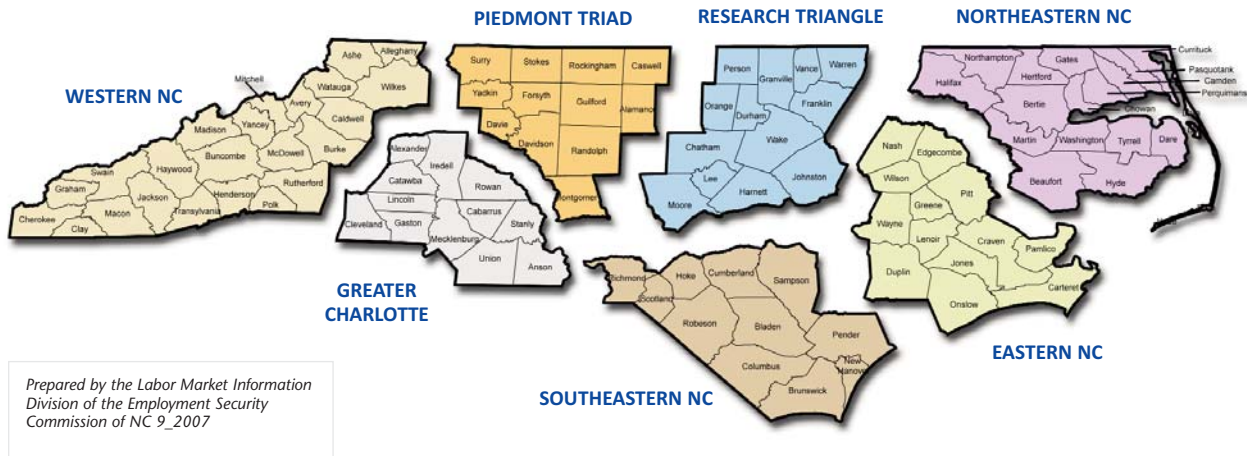 PIEDMONT TRIAD
RESEARCH TRIANGLE
NORTHEASTERN NC
WESTERN NC
Ashe
Alleghany
Mitchell
Watauga
Wilkes
Avery
Madison
Yancey
Caldwell
Buncombe
McDowell
Burke
Haywood
Swain
Rutherford
Graham
Jackson
Henderson
Transylvania
Polk
Macon
Cherokee
Clay
Surry
Stokes
Rockingham
Caswell
Yadkin
Forsyth
Guilford
Alamanc
Davie
Davidson
Randolph
Montgomer
Person
Granville
Vance
Warren
Orange
Durham
Franklin
Chatham
Wake
Lee
Johnston
Moore
Harnett
Northampton
Gates
Currituck
Halifax
Hertford
Pasquotank
Camden
Perquimans
Bertie
Chowan
Martin
Washington
Tyrrell
Dare
Beaufort
Hyde
Alexander
Iredell
Catawba
Rowan
Lincoln
Cabarrus
Cleveland
Gaston
Stanly
Mecklenburg
Union
Anson
GREATER
CHARLOTTE
Nash
Edgecombe
Wilson
Pitt
Greene
Wayne
Lenoir
Craven
Pamlico
Jones
Duplin
Carteret
Onslow
EASTERN NC
Richmond
Hoke
Cumberland
Sampson
Scotland
Robeson
Bladen
Pender
Columbus
New
Hanove
Brunswick
SOUTHEASTERN NC
Prepared by the Labor Market Information
Division of the Employment Security
Commission of NC 9_2007